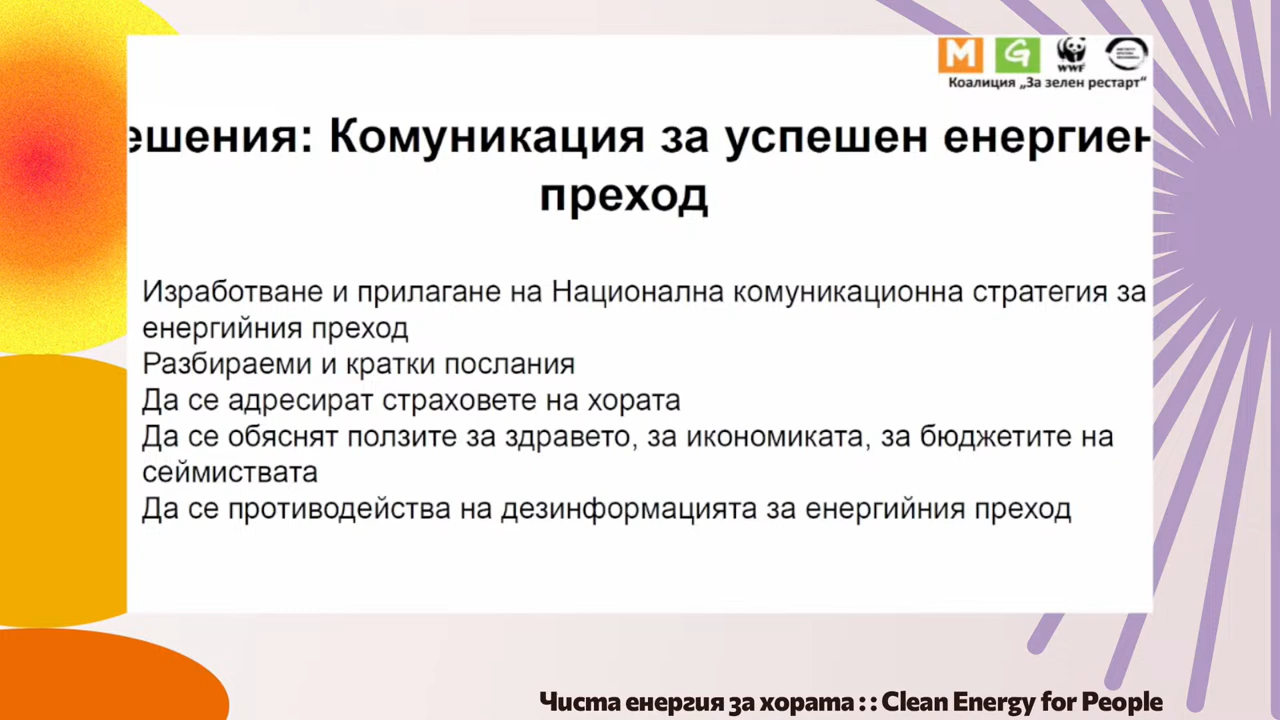 M G WWF
Коалиция „За зелен рестарт“
ешения: Комуникация за успешен енергиен
преход
Изработване и прилагане на Национална комуникационна стратегия за
енергийния преход
Разбираеми и кратки послания
Да се адресират страховете на хората
Да се обяснят ползите за здравето, за икономиката, за бюджетите на
сеймиствата
Да се противодейства на дезинформацията за енергийния преход
Чиста енергия за хората : : Clean Energy for People